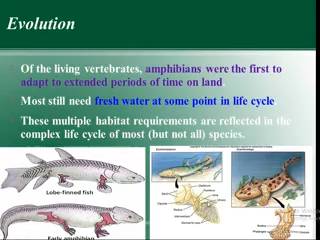 Evolution
Of the living vertebrates, amphibians were the first to
adapt to extended periods of time on land.
Most still need fresh water at some point in life cycle
These multiple habitat requirements are reflected in the
complex life cycle of most (but not all) species.
Lobe-finned fish
Early amphibian